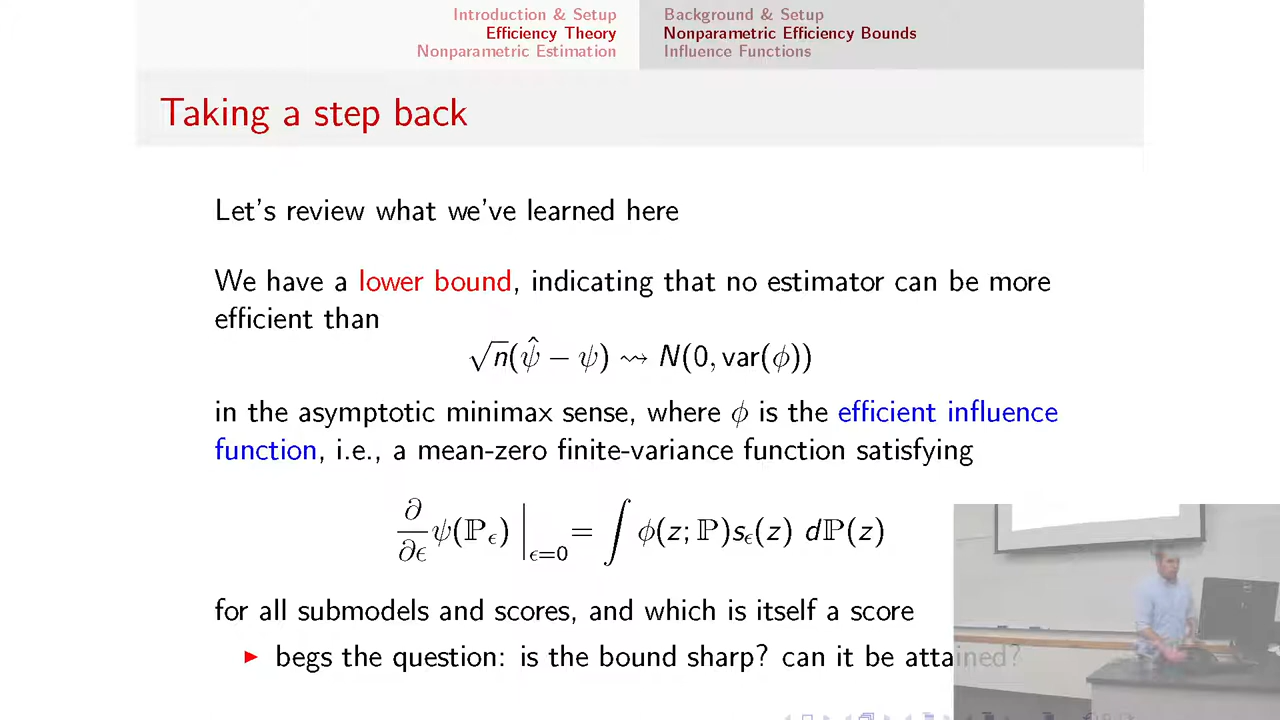 Introduction & Setup
Efficiency Theory
Nonparametric Estimation
Background & Setup
Nonparametric Efficiency Bounds
Influence Functions
Taking a step back
Let's review what we've learned here
We have a lower bound, indicating that no estimator can be more
efficient than
√n(ψ̂ − ψ) ⇝ N(0, var(ϕ))
in the asymptotic minimax sense, where ϕ is the efficient influence
function, i.e., a mean-zero finite-variance function satisfying
∂/∂ϵ ψ(ℙ_ϵ) |_{ϵ=0} = ∫ ϕ(z; ℙ)s_ϵ(z) dℙ(z)
for all submodels and scores, and which is itself a score
▶ begs the question: is the bound sharp? can it be attained?